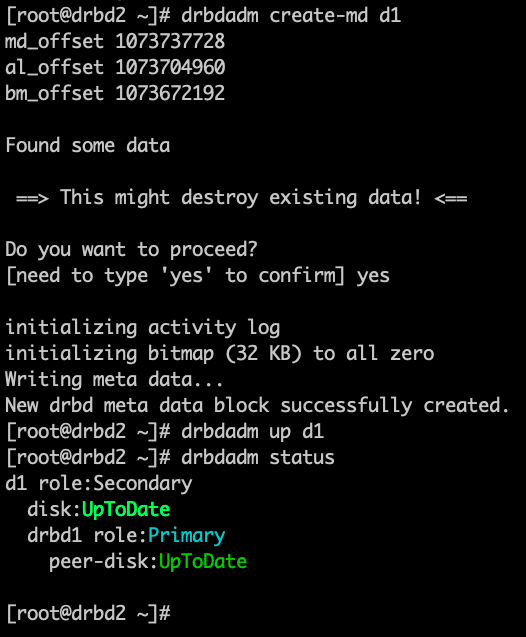 [root@drbd2 ~]# drbdadm create-md d1
md_offset 1073737728
al_offset 1073704960
bm_offset 1073672192

Found some data

 ==> This might destroy existing data! <==

Do you want to proceed?
[need to type 'yes' to confirm] yes

initializing activity log
initializing bitmap (32 KB) to all zero
Writing meta data...
New drbd meta data block successfully created.
[root@drbd2 ~]# drbdadm up d1
[root@drbd2 ~]# drbdadm status
d1 role:Secondary
  disk:UpToDate
  drbd1 role:Primary
    peer-disk:UpToDate

[root@drbd2 ~]#